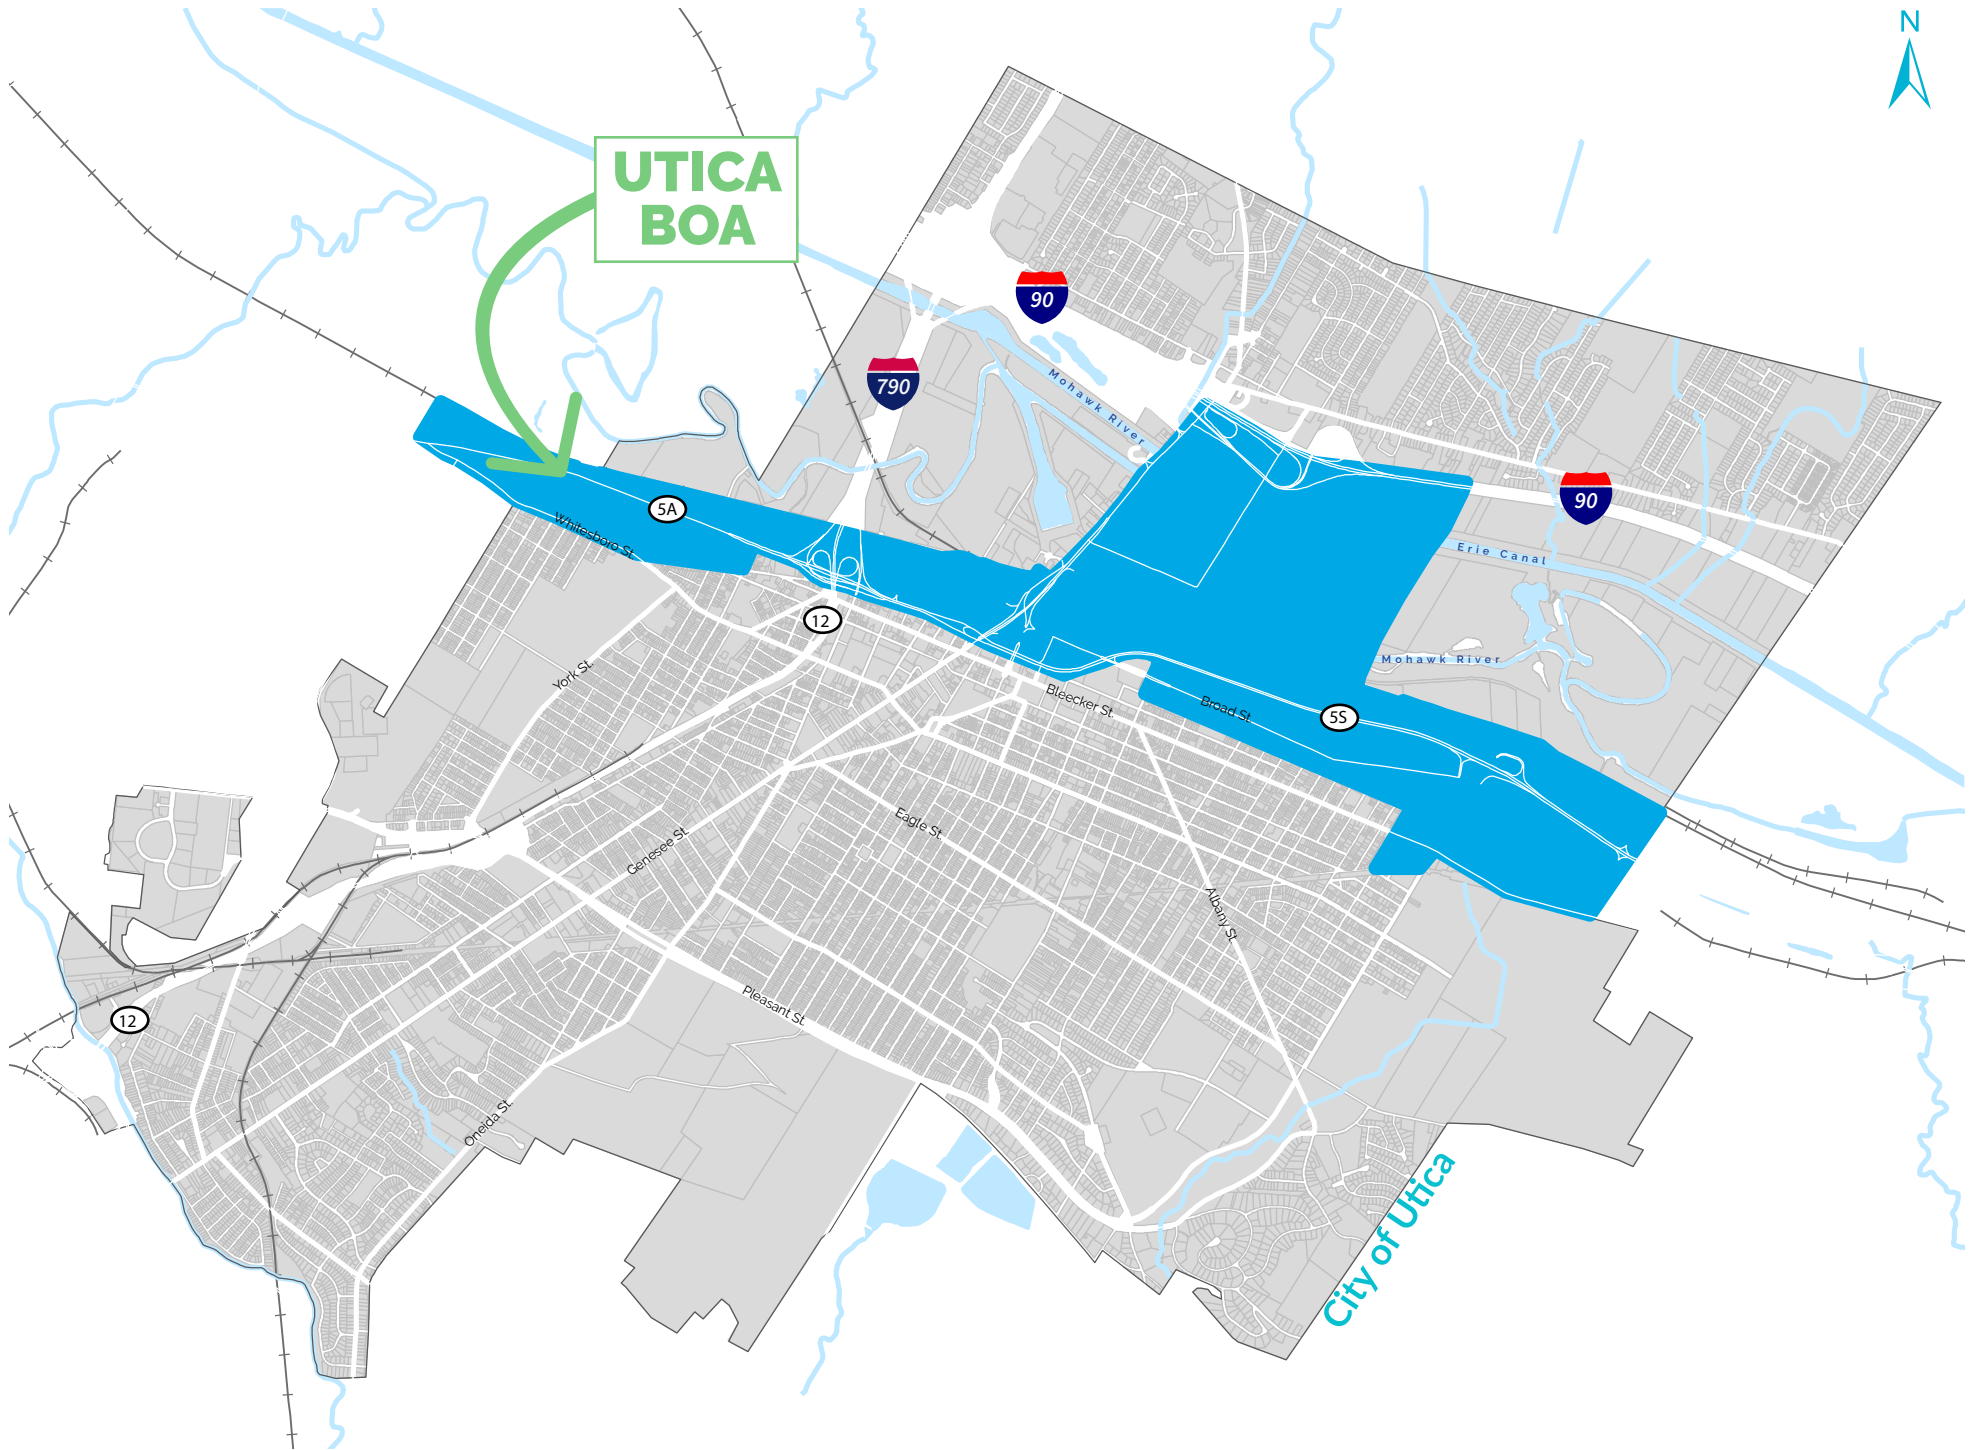 N
UTICA
BOA
90
790
Mohawk River
90
5A
Whitesboro St.
Erie Canal
12
Mohawk River
York St.
Bleecker St.
Broad St.
5S
Eagle St.
Genesee St.
Albany St.
Pleasant St.
12
Oneida St.
City of Utica